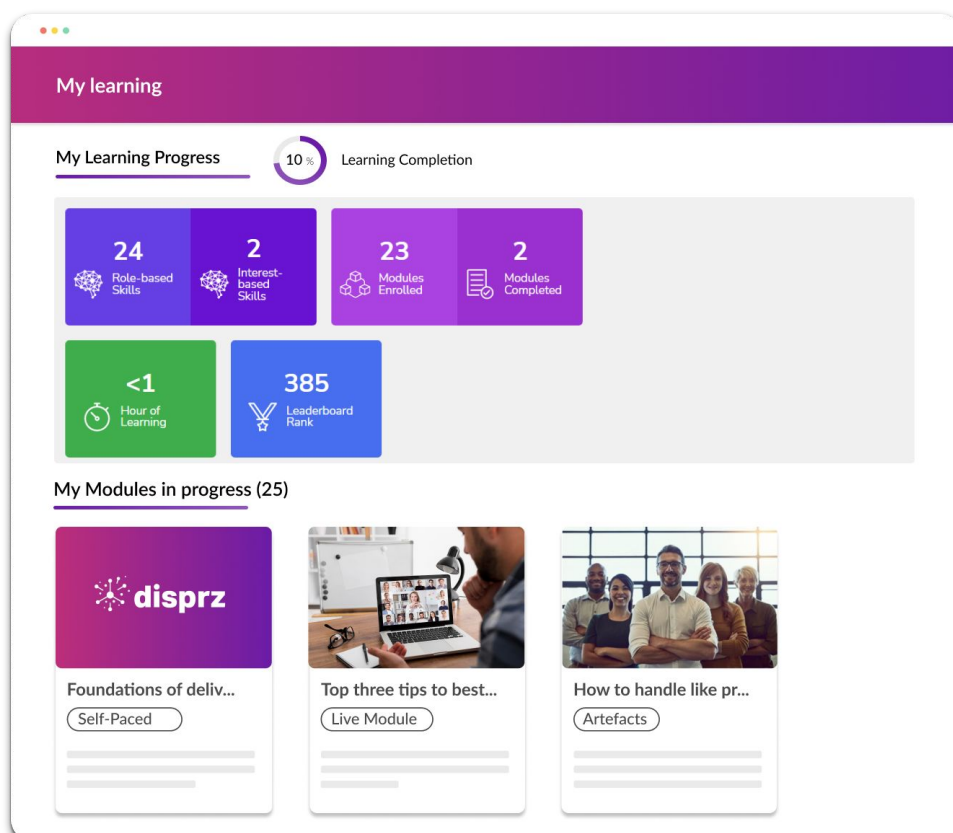 My learning
My Learning Progress
10 %
Learning Completion
24
Role-based
Skills
2
Interest-
based
Skills
23
Modules
Enrolled
2
Modules
Completed
<1
Hour of
Learning
385
Leaderboard
Rank
My Modules in progress (25)
disprz
Foundations of deliv...
Self-Paced
Top three tips to best...
Live Module
How to handle like pr...
Artefacts